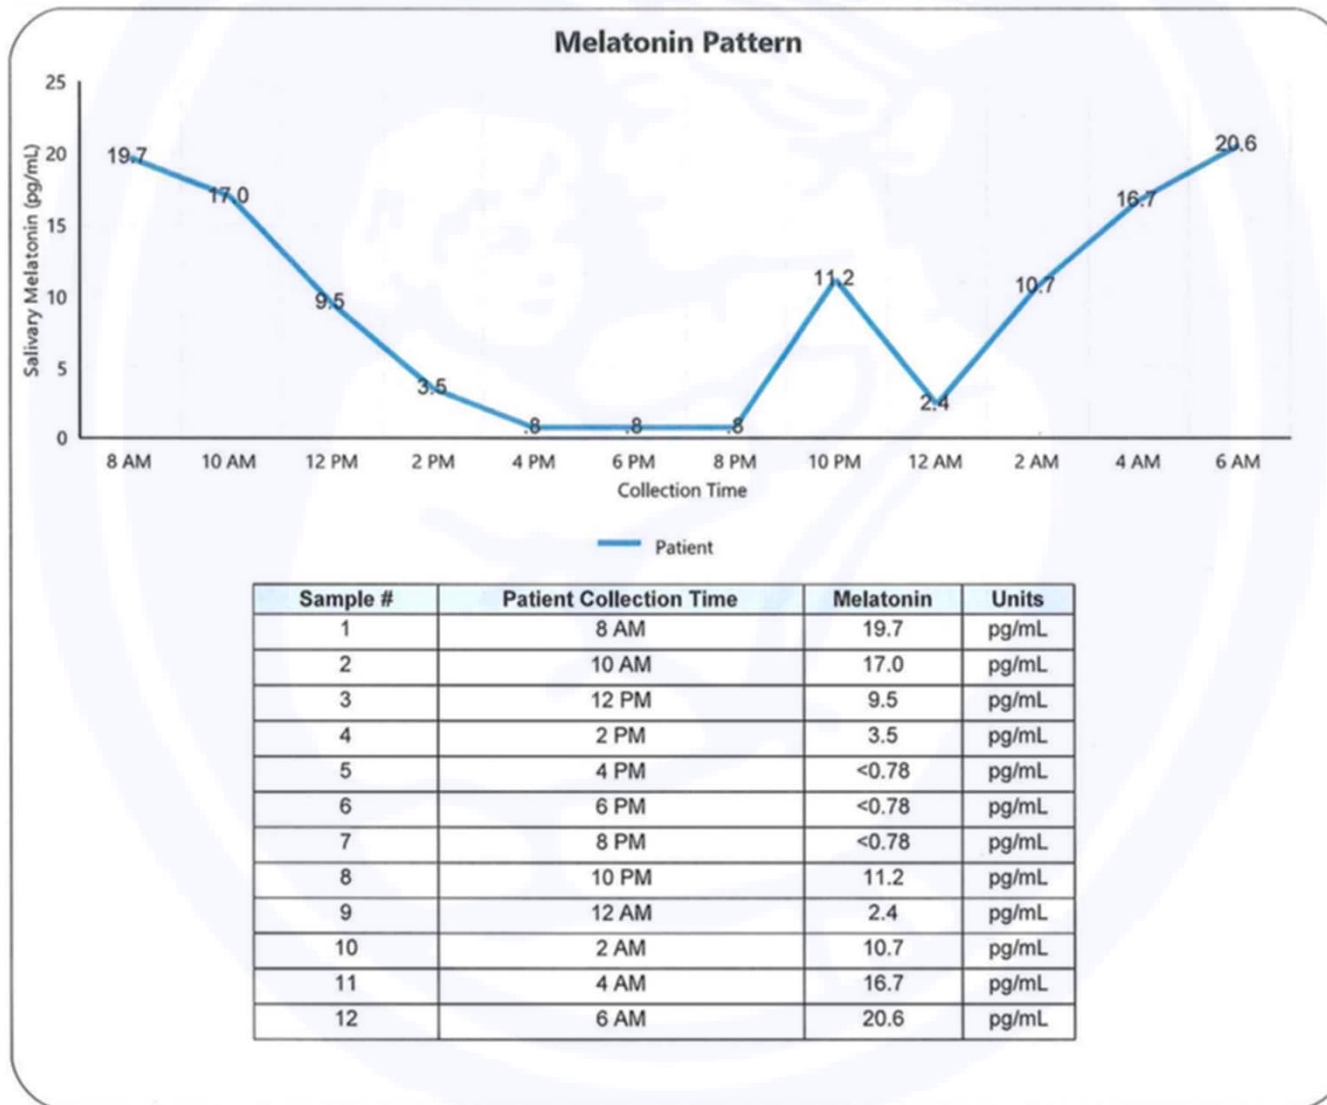 Melatonin Pattern
25
20
15
10
5
0
Salivary Melatonin (pg/mL)
19.7
17.0
9.5
3.5
.8
.8
.8
11.2
2.4
10.7
16.7
20.6
8 AM 10 AM 12 PM 2 PM 4 PM 6 PM 8 PM 10 PM 12 AM 2 AM 4 AM 6 AM
Collection Time
Patient
Sample # Patient Collection Time Melatonin Units
1 8 AM 19.7 pg/mL
2 10 AM 17.0 pg/mL
3 12 PM 9.5 pg/mL
4 2 PM 3.5 pg/mL
5 4 PM <0.78 pg/mL
6 6 PM <0.78 pg/mL
7 8 PM <0.78 pg/mL
8 10 PM 11.2 pg/mL
9 12 AM 2.4 pg/mL
10 2 AM 10.7 pg/mL
11 4 AM 16.7 pg/mL
12 6 AM 20.6 pg/mL